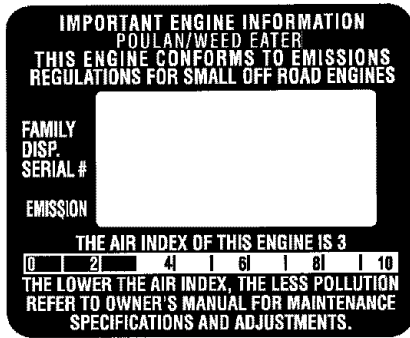 IMPORTANT ENGINE INFORMATION
POULAN/WEED EATER
THIS ENGINE CONFORMS TO EMISSIONS
REGULATIONS FOR SMALL OFF ROAD ENGINES
FAMILY
DISP.
SERIAL #
EMISSION
THE AIR INDEX OF THIS ENGINE IS 3
0 | 2 | 4 | 6 | 8 | 10
THE LOWER THE AIR INDEX, THE LESS POLLUTION
REFER TO OWNER'S MANUAL FOR MAINTENANCE
SPECIFICATIONS AND ADJUSTMENTS.